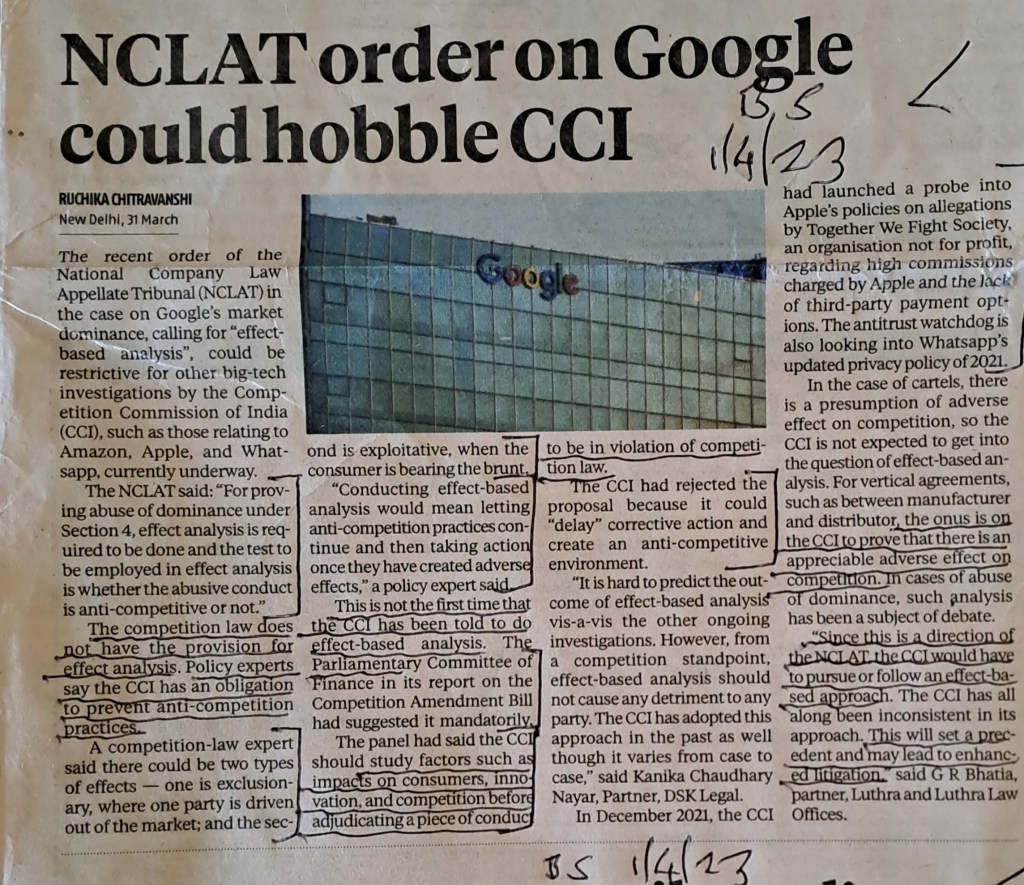 NCLAT order on Google
could hobble CCI
BS
1/4/23
RUCHIKA CHITRAVANSHI
New Delhi, 31 March
The recent order of the
National Company Law
Appellate Tribunal (NCLAT) in
the case on Google's market
dominance, calling for "effect-
based analysis", could be
restrictive for other big-tech
investigations by the Comp-
etition Commission of India
(CCI), such as those relating to
Amazon, Apple, and What-
sapp, currently underway.
The NCLAT said: "For prov-
ing abuse of dominance under
Section 4, effect analysis is req-
uired to be done and the test to
be employed in effect analysis
is whether the abusive conduct
is anti-competitive or not."
The competition law does
not have the provision for
effect analysis. Policy experts
say the CCI has an obligation
to prevent anti-competition
practices.
A competition-law expert
said there could be two types
of effects — one is exclusion-
ary, where one party is driven
out of the market; and the sec-
Google
ond is exploitative, when the
consumer is bearing the brunt.
"Conducting effect-based
analysis would mean letting
anti-competition practices con-
tinue and then taking action
once they have created adverse
effects," a policy expert said.
This is not the first time that
the CCI has been told to do
effect-based analysis. The
Parliamentary Committee of
Finance in its report on the
Competition Amendment Bill
had suggested it mandatorily.
The panel had said the CCI
should study factors such as
impacts on consumers, inno-
vation, and competition before
adjudicating a piece of conduct
to be in violation of competi-
tion law.
The CCI had rejected the
proposal because it could
"delay" corrective action and
create an anti-competitive
environment.
"It is hard to predict the out-
come of effect-based analysis
vis-a-vis the other ongoing
investigations. However, from
a competition standpoint,
effect-based analysis should
not cause any detriment to any
party. The CCI has adopted this
approach in the past as well
though it varies from case to
case," said Kanika Chaudhary
Nayar, Partner, DSK Legal.
In December 2021, the CCI
had launched a probe into
Apple's policies on allegations
by Together We Fight Society,
an organisation not for profit,
regarding high commissions
charged by Apple and the lack
of third-party payment opt-
ions. The antitrust watchdog is
also looking into Whatsapp's
updated privacy policy of 2021.
In the case of cartels, there
is a presumption of adverse
effect on competition, so the
CCI is not expected to get into
the question of effect-based an-
alysis. For vertical agreements,
such as between manufacturer
and distributor, the onus is on
the CCI to prove that there is an
appreciable adverse effect on
competition. In cases of abuse
of dominance, such analysis
has been a subject of debate.
"Since this is a direction of
the NCLAT, the CCI would have
to pursue or follow an effect-ba-
sed approach. The CCI has all
along been inconsistent in its
approach. This will set a prec-
edent and may lead to enhanc-
ed litigation," said G R Bhatia,
partner, Luthra and Luthra Law
Offices.
BS 1/4/23